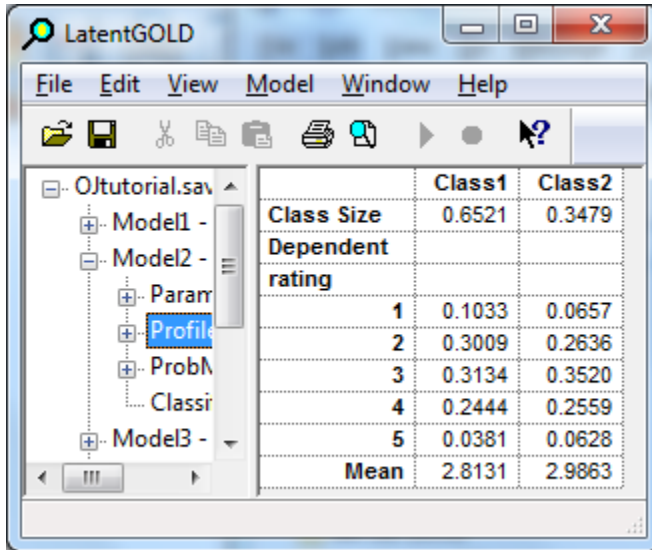 LatentGOLD
File Edit View Model Window Help
OJtutorial.sav
Model1 -
Model2 -
Param
Profile
Prob
Classi
Model3 -
Class1 Class2
Class Size 0.6521 0.3479
Dependent
rating
1 0.1033 0.0657
2 0.3009 0.2636
3 0.3134 0.3520
4 0.2444 0.2559
5 0.0381 0.0628
Mean 2.8131 2.9863